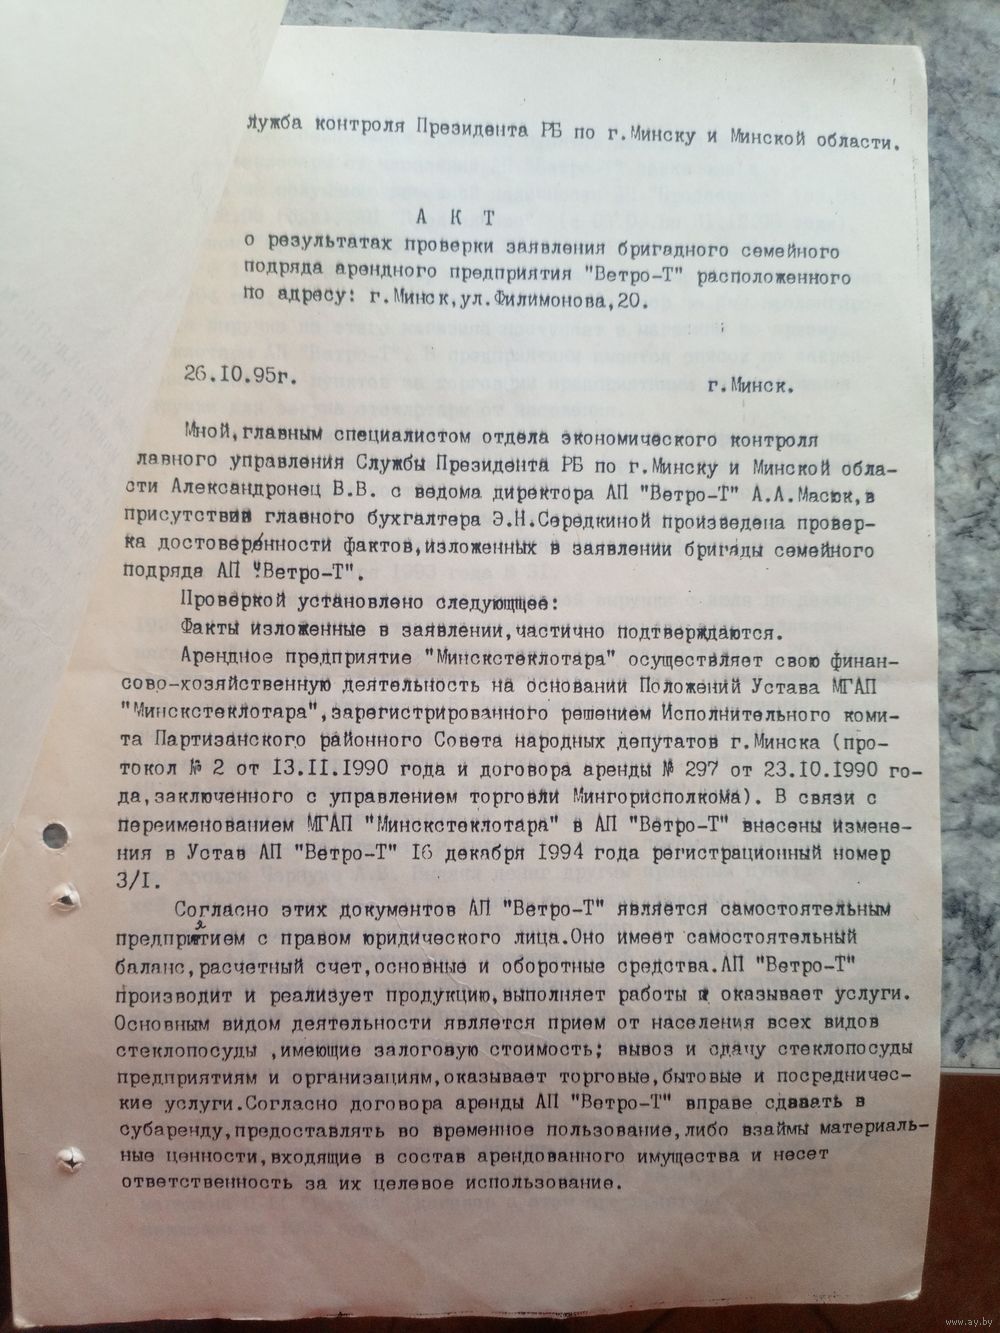 лужба контроля Президента РБ по г.Минску и Минской области.
А К Т
о результатах проверки заявления бригадного семейного
подряда арендного предприятия "Ветро-Т" расположенного
по адресу: г.Минск,ул.Филимонова,20.
26.10.95г.
г.Минск.
Мной,главным специалистом отдела экономического контроля
лавного управления Службы Президента РБ по г.Минску и Минской обла-
сти Александронец В.В. с ведома директора АП "Ветро-Т" А.А.Масюк,в
присутствии главного бухгалтера Э.Н.Середкиной произведена провер-
ка достоверенности фактов,изложенных в заявлении бригады семейного
подряда АП "Ветро-Т".
Проверкой установлено следующщее:
Факты изложенные в заявлении,частично подтверждаются.
Арендное предприятие "Минскстеклотара" осуществляет свою финан-
сово-хозяйственную деятельность на основании Положений Устава МГАП
"Минскстеклотара",зарегистрированного решением Исполнительного коми-
та Партизанского районного Совета народных депутатов г.Минска (про-
токол № 2 от 13.11.1990 года и договора аренды № 297 от 23.10.1990 го-
да,заключенного с управлением торговли Мингорисполкома). В связи с
переименованием МГАП "Минскстеклотара" в АП "Ветро-Т" внесены измене-
ния в Устав АП "Ветро-Т" 16 декабря 1994 года регистрационный номер
3/1.
Согласно этих документов АП "Ветро-Т" является самостоятельным
предприятием с правом юридического лица.Оно имеет самостоятельный
баланс,расчетный счет,основные и оборотные средства.АП "Ветро-Т"
производит и реализует продукцию,выполняет работы и оказывает услуги.
Основным видом деятельности является прием от населения всех видов
стеклопосуды ,имеющие залоговую стоимость; вывоз и сдачу стеклопосуды
предприятиям и организациям,оказывает торговые,бытовые и посредничес-
кие услуги.Согласно договора аренды АП "Ветро-Т" вправе сдавать в
субаренду,предоставлять во временное пользование,либо взаймы материаль-
ные ценности,входящие в состав арендованного имущества и несет
ответственность за их целевое использование.
www.ay.by